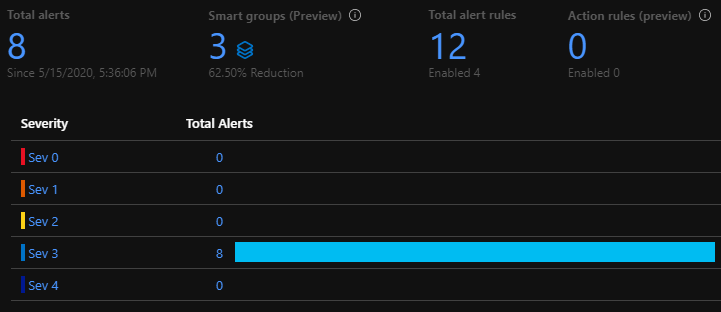 Total alerts
8
Since 5/15/2020, 5:36:06 PM
Smart groups (Preview)
3
62.50% Reduction
Total alert rules
12
Enabled 4
Action rules (preview)
0
Enabled 0
Severity Total Alerts
Sev 0 0
Sev 1 0
Sev 2 0
Sev 3 8
Sev 4 0